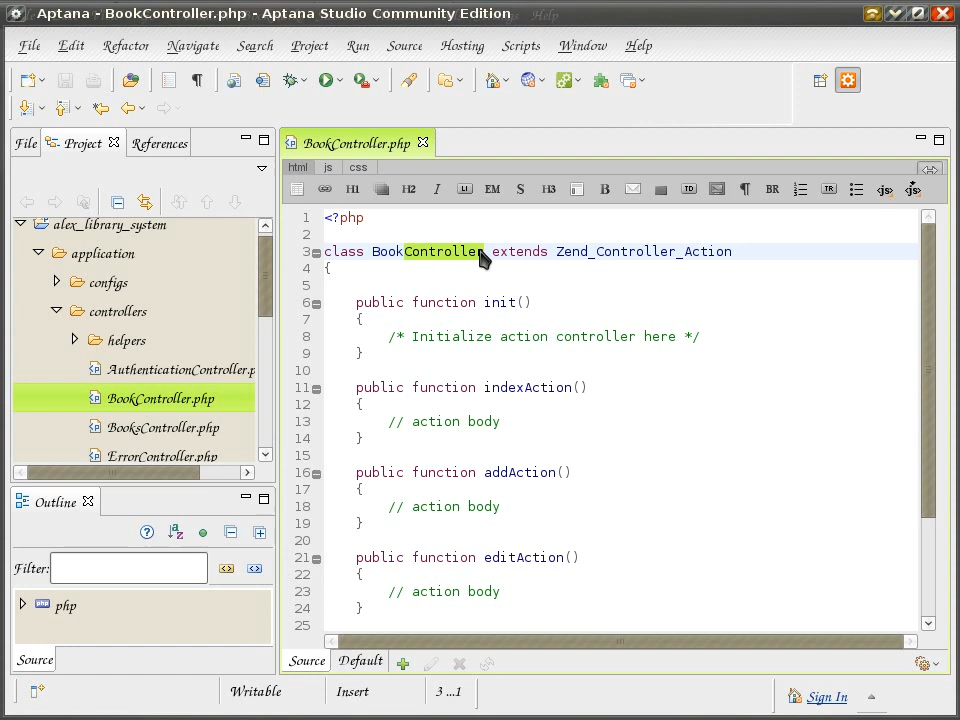 Aptana - BookController.php - Aptana Studio Community Edition
File Edit Refactor Navigate Search Project Run Source Hosting Scripts Window Help
File Project References
BookController.php
html js css
H1 H2 I LI EM S H3 B TD ¶ BR TR js js
alex_library_system
application
configs
controllers
helpers
AuthenticationController.p
BookController.php
BooksController.php
ErrorController.php
1 <?php
2
3 class BookController extends Zend_Controller_Action
4 {
5
6 public function init()
7 {
8 /* Initialize action controller here */
9 }
10
11 public function indexAction()
12 {
13 // action body
14 }
15
16 public function addAction()
17 {
18 // action body
19 }
20
21 public function editAction()
22 {
23 // action body
24 }
25
Outline
Filter:
php php
Source
Source Default
Writable Insert 3 ...1 Sign In